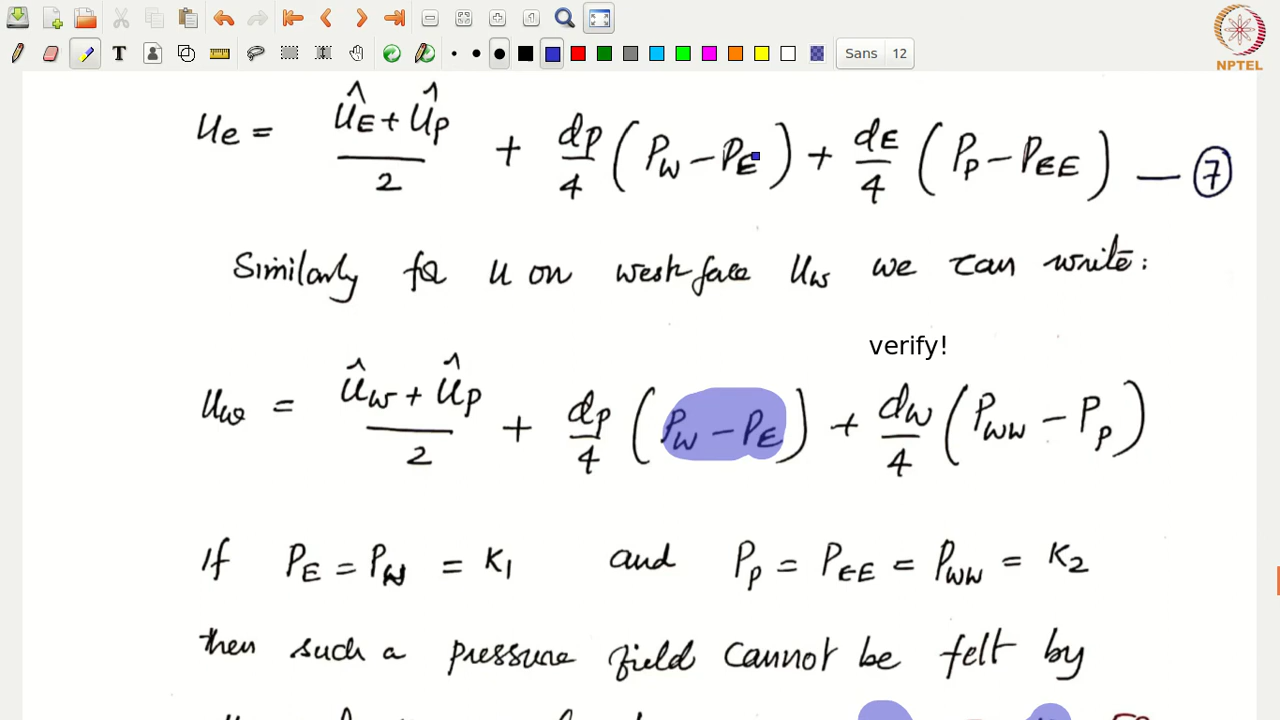 Sans 12
NPTEL
ue = ûE + ûP / 2 + dP/4 (PW − PE) + dE/4 (PP − PEE) — ⑦
Similarly for u on west face uw we can write:
verify!
uw = ûW + ûP / 2 + dP/4 (PW − PE) + dW/4 (PWW − PP)
If PE = PW = K1 and PP = PEE = PWW = K2
then such a pressure field cannot be felt by